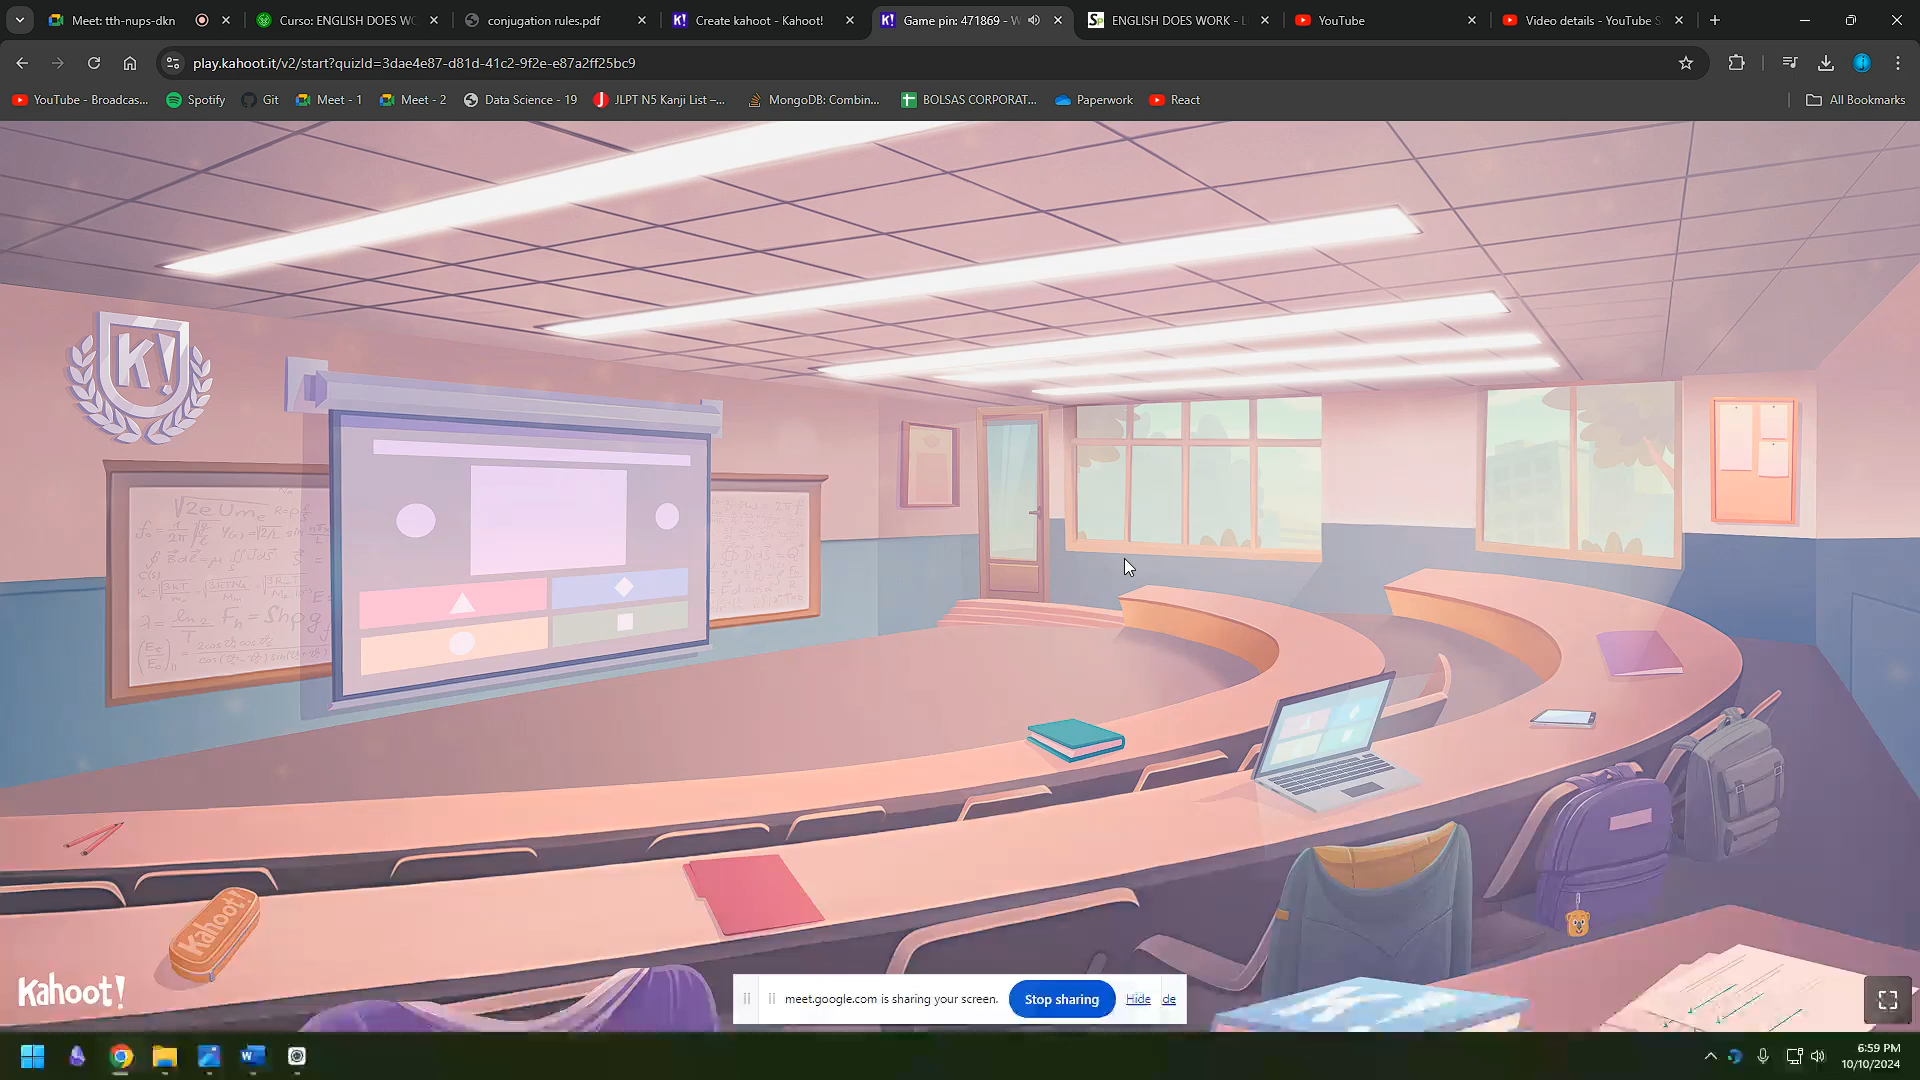 Meet: tth-nups-dkn
Curso: ENGLISH DOES WO
conjugation rules.pdf
Create kahoot - Kahoot!
Game pin: 471869 - W
ENGLISH DOES WORK - L
YouTube
Video details - YouTube S
play.kahoot.it/v2/start?quizId=3dae4e87-d81d-41c2-9f2e-e87a2ff25bc9
YouTube - Broadcas...
Spotify
Git
Meet - 1
Meet - 2
Data Science - 19
JLPT N5 Kanji List –...
MongoDB: Combin...
BOLSAS CORPORAT...
Paperwork
React
All Bookmarks
K!
Kahoot!
Kahoot!
meet.google.com is sharing your screen.
Stop sharing
Hide
de
6:59 PM
10/10/2024